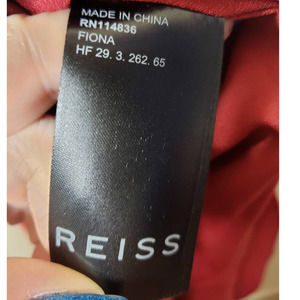 MADE IN CHINA
RN114836
FIONA
HF 29. 3. 262. 65
REISS